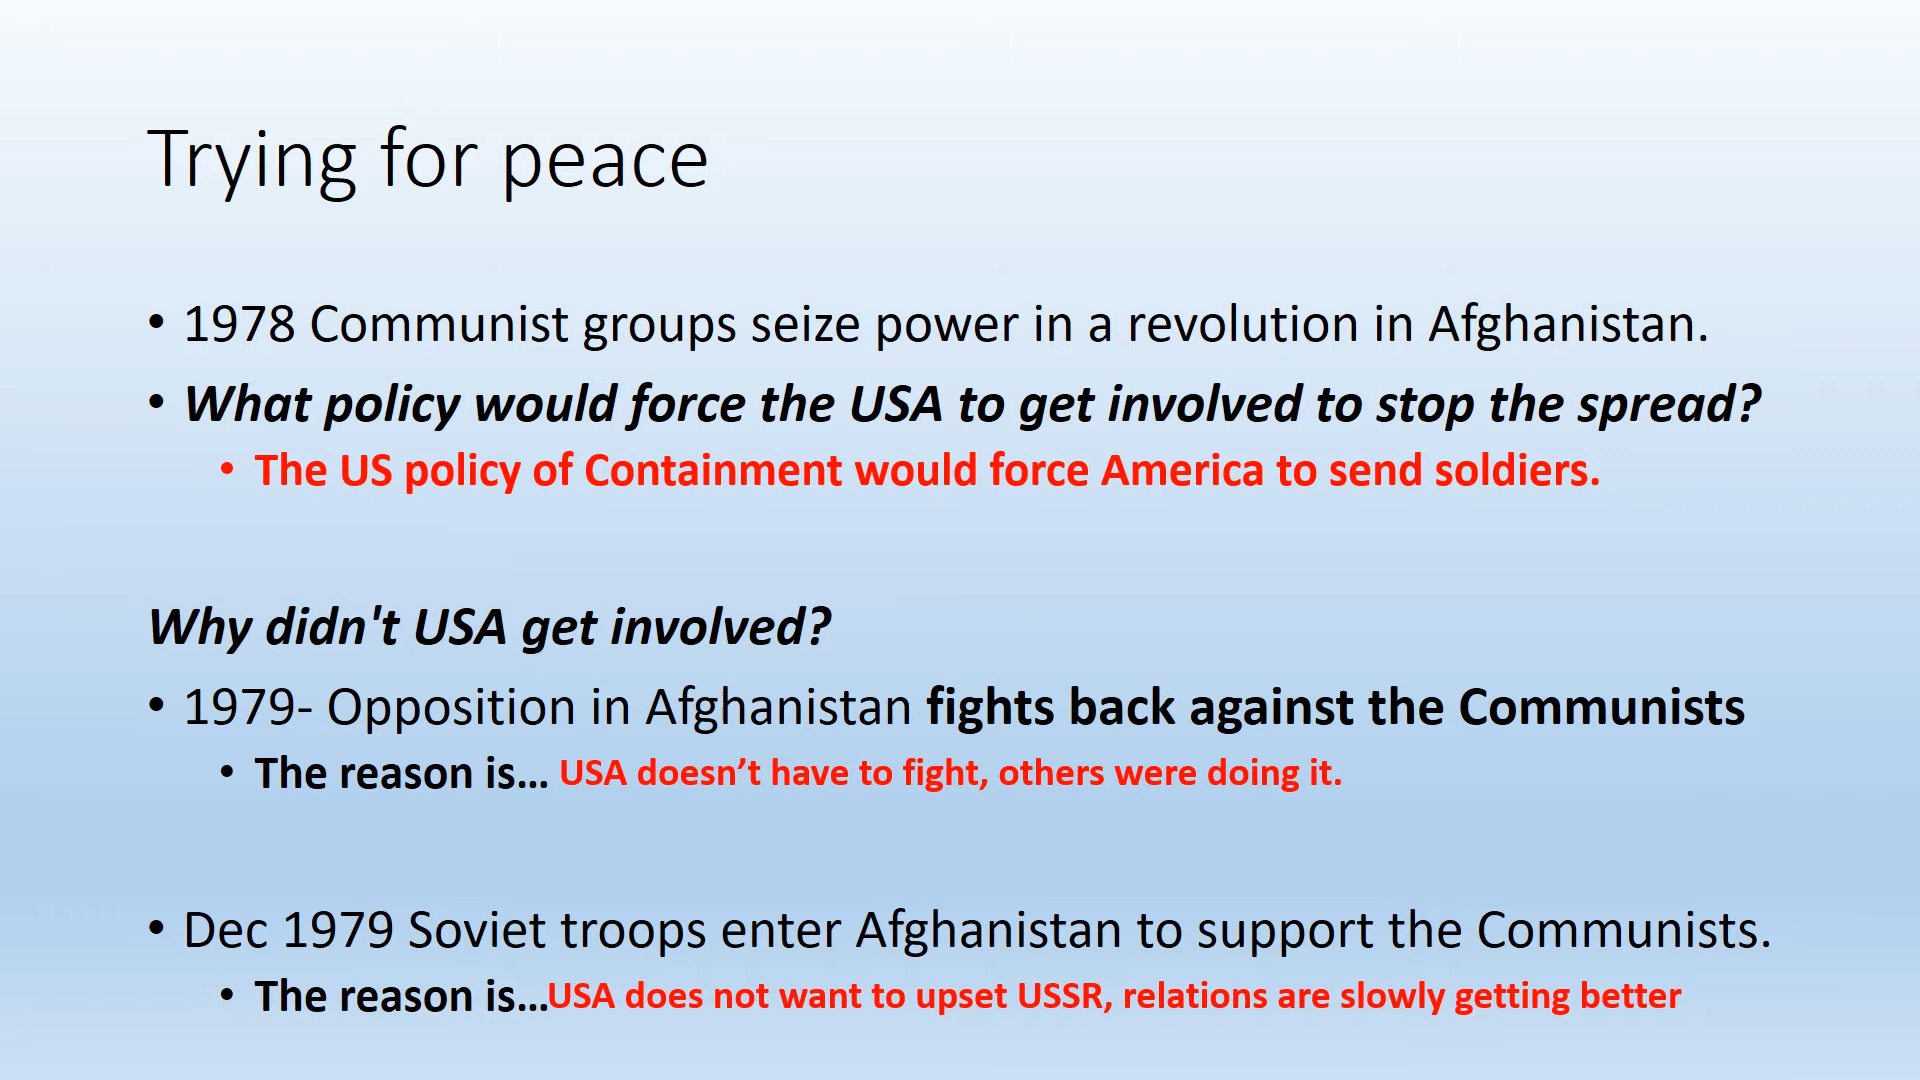 Trying for peace
• 1978 Communist groups seize power in a revolution in Afghanistan.
• What policy would force the USA to get involved to stop the spread?
• The US policy of Containment would force America to send soldiers.
Why didn't USA get involved?
• 1979- Opposition in Afghanistan fights back against the Communists
• The reason is... USA doesn’t have to fight, others were doing it.
• Dec 1979 Soviet troops enter Afghanistan to support the Communists.
• The reason is...USA does not want to upset USSR, relations are slowly getting better